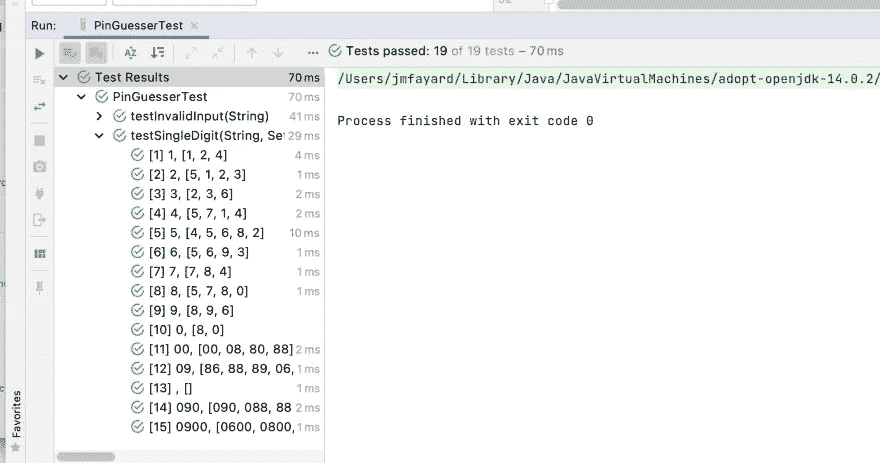 Run: PinGuesserTest
Tests passed: 19 of 19 tests – 70 ms
Test Results 70 ms
PinGuesserTest 70 ms
testInvalidInput(String) 41 ms
testSingleDigit(String, Se 29 ms
[1] 1, [1, 2, 4] 4 ms
[2] 2, [5, 1, 2, 3] 1 ms
[3] 3, [2, 3, 6] 2 ms
[4] 4, [5, 7, 1, 4] 2 ms
[5] 5, [4, 5, 6, 8, 2] 10 ms
[6] 6, [5, 6, 9, 3] 1 ms
[7] 7, [7, 8, 4] 1 ms
[8] 8, [5, 7, 8, 0] 1 ms
[9] 9, [8, 9, 6]
[10] 0, [8, 0]
[11] 00, [00, 08, 80, 88] 2 ms
[12] 09, [86, 88, 89, 06, 1 ms
[13] , [] 1 ms
[14] 090, [090, 088, 88 2 ms
[15] 0900, [0600, 0800, 1 ms
/Users/jmfayard/Library/Java/JavaVirtualMachines/adopt-openjdk-14.0.2/
Process finished with exit code 0
Favorites